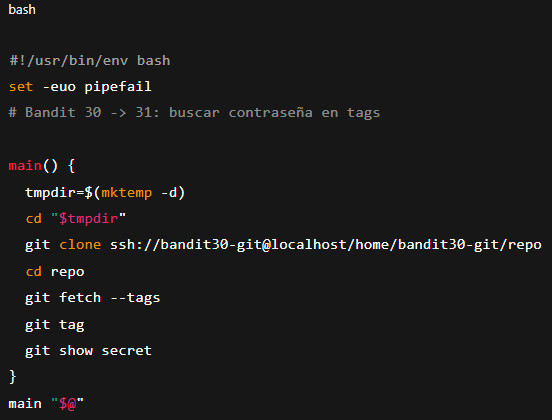 bash
#!/usr/bin/env bash
set -euo pipefail
# Bandit 30 -> 31: buscar contraseña en tags
main() {
tmpdir=$(mktemp -d)
cd "$tmpdir"
git clone ssh://bandit30-git@localhost/home/bandit30-git/repo
cd repo
git fetch --tags
git tag
git show secret
}
main "$@"